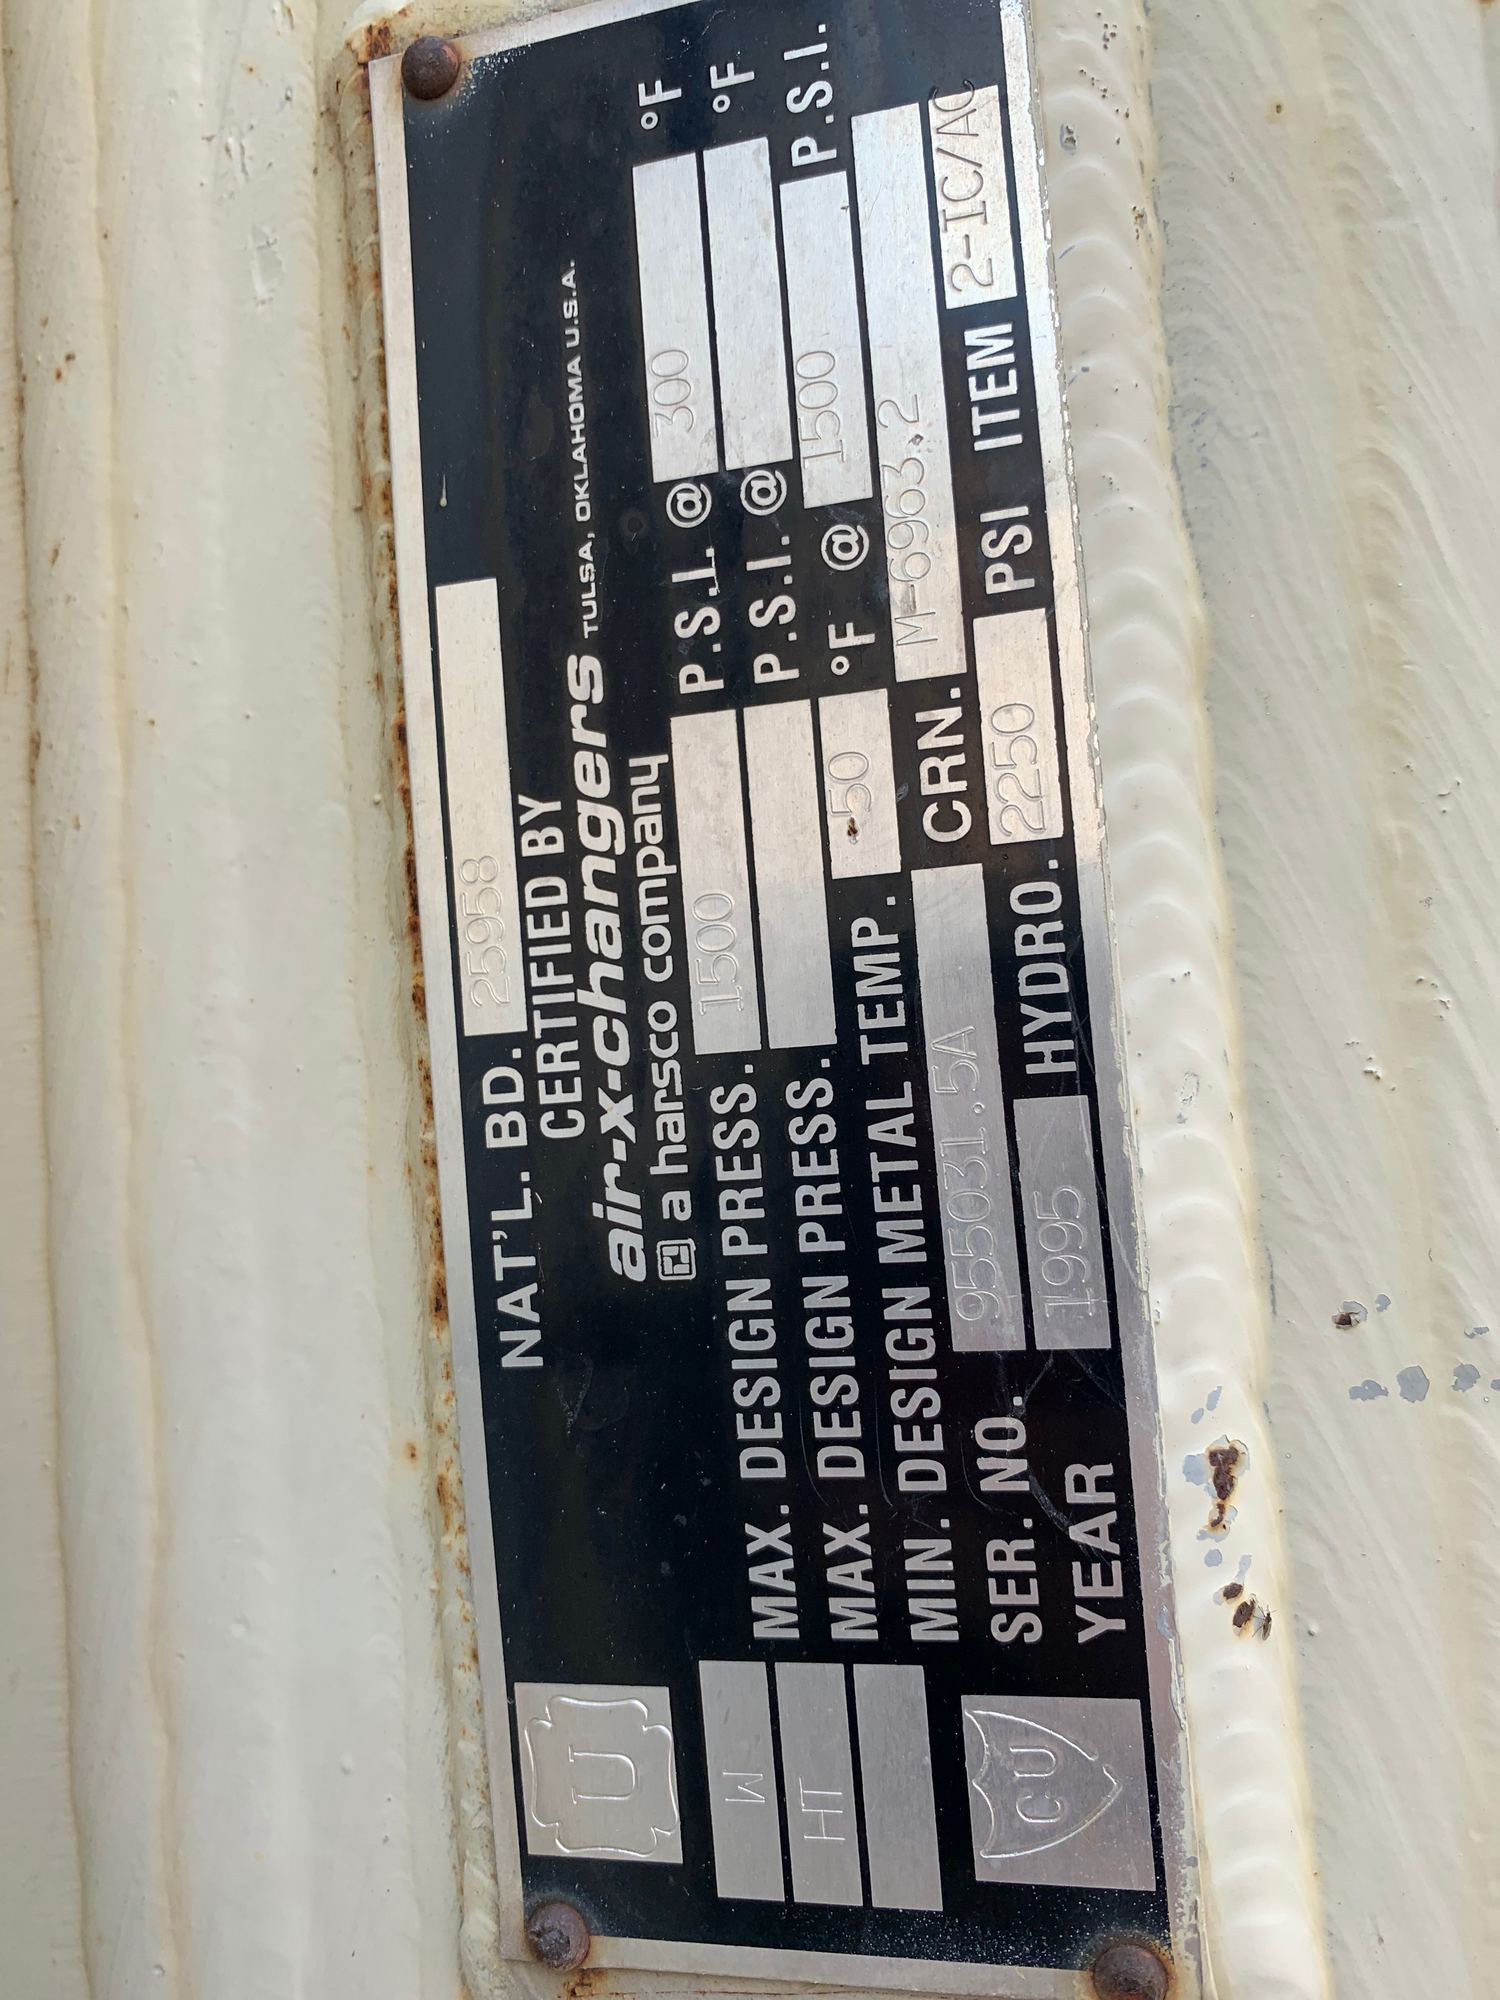 NAT'L. BD. 25958
CERTIFIED BY
air-x-changers TULSA, OKLAHOMA U.S.A.
a harsco company
U
W
HT
MAX. DESIGN PRESS. 1500 P.S.I. @ 300 °F
MAX. DESIGN PRESS. P.S.I. @ °F
MIN. DESIGN METAL TEMP. -50 °F @ 1500 P.S.I.
SER. NO. 955031.5A CRN. M-6963.2
YEAR 1995 HYDRO. 2250 PSI ITEM 2-IC/AC
CU